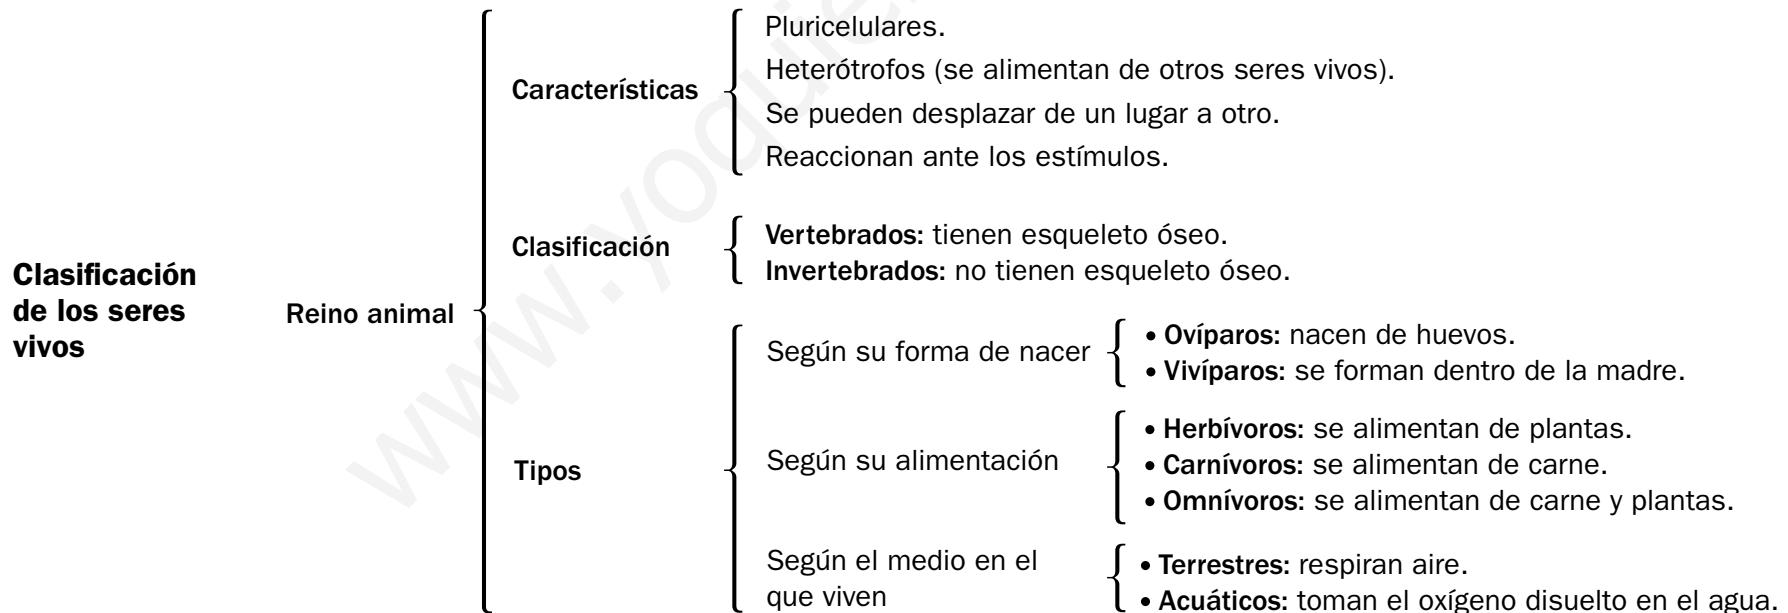 Clasificación
de los seres
vivos
Reino animal
Características
Pluricelulares.
Heterótrofos (se alimentan de otros seres vivos).
Se pueden desplazar de un lugar a otro.
Reaccionan ante los estímulos.
Clasificación
Vertebrados: tienen esqueleto óseo.
Invertebrados: no tienen esqueleto óseo.
Tipos
Según su forma de nacer
• Ovíparos: nacen de huevos.
• Vivíparos: se forman dentro de la madre.
Según su alimentación
• Herbívoros: se alimentan de plantas.
• Carnívoros: se alimentan de carne.
• Omnívoros: se alimentan de carne y plantas.
Según el medio en el
que viven
• Terrestres: respiran aire.
• Acuáticos: toman el oxígeno disuelto en el agua.